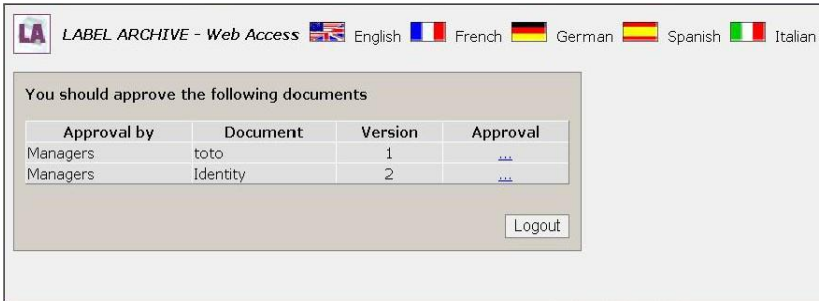 LA LABEL ARCHIVE - Web Access English French German Spanish Italian
You should approve the following documents
Approval by Document Version Approval
Managers toto 1 ...
Managers Identity 2 ...
Logout